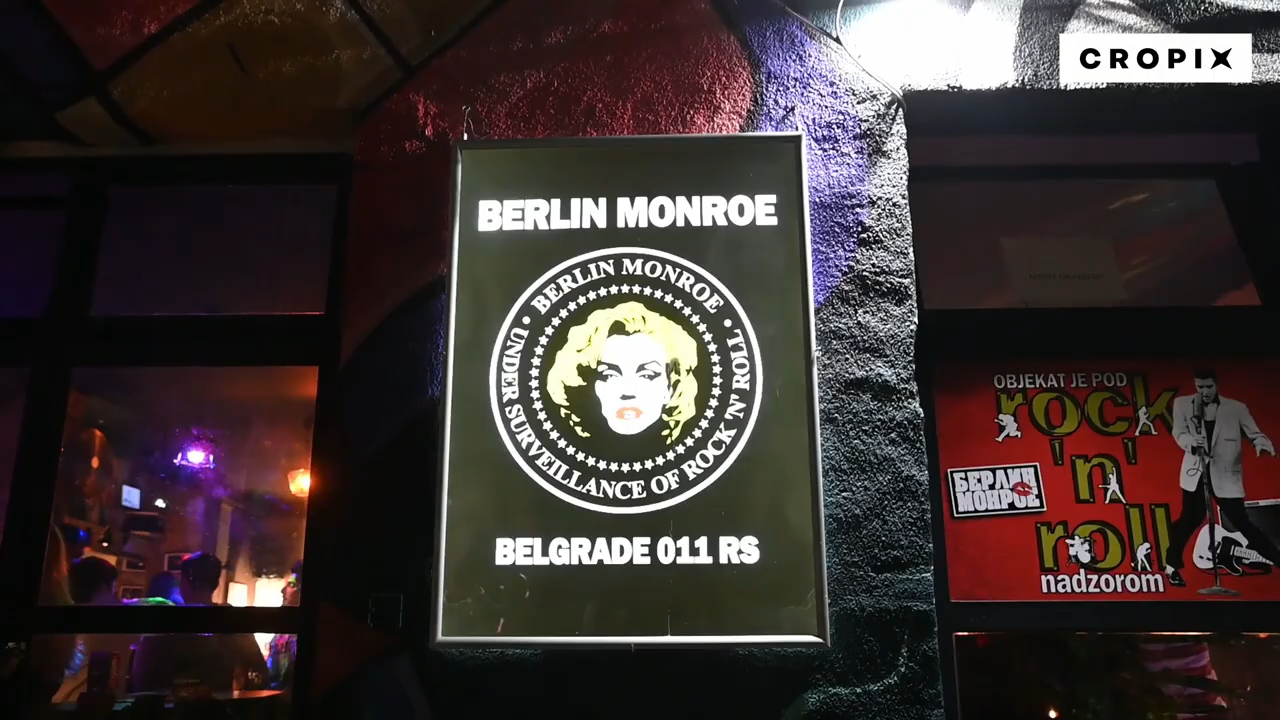 CROPIX
BERLIN MONROE
BERLIN MONROE
• UNDER SURVEILLANCE OF ROCK 'N' ROLL •
BELGRADE 011 RS
OBJEKAT JE POD
rock
'n'
roll
nadzorom
БЕРЛИН
МОНРОЕ